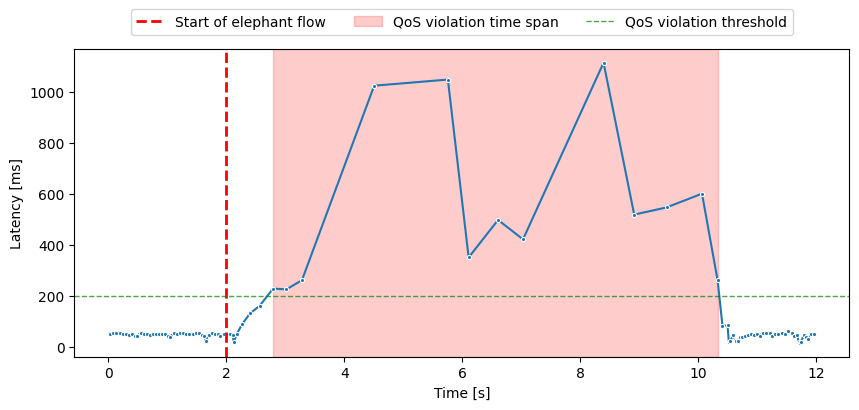 Start of elephant flow
QoS violation time span
QoS violation threshold
Latency [ms]
1000
800
600
400
200
0
0 2 4 6 8 10 12
Time [s]